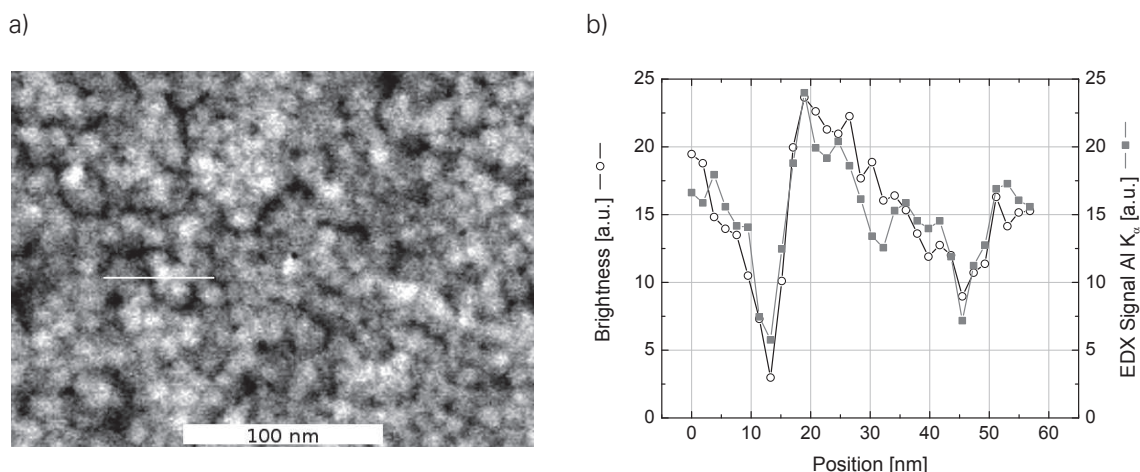 a)
100 nm
b)
Brightness [a.u.] —○—
25
20
15
10
5
0
0 10 20 30 40 50 60
Position [nm]
25
20
15
10
5
0
EDX Signal Al Kα [a.u.] —■—